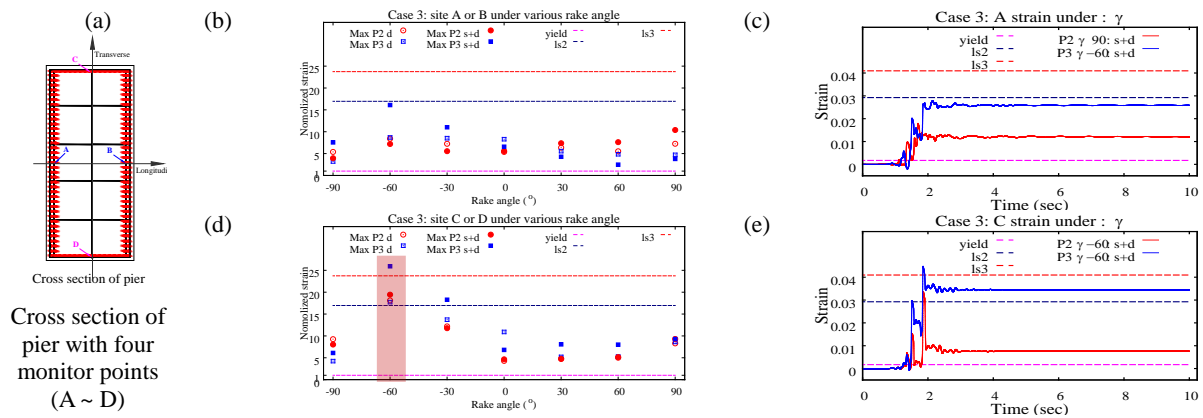 (a)
C
Transverse
A
B
Longitudi
D
Cross section of pier
Cross section of
pier with four
monitor points
(A ~ D)
(b)
Case 3: site A or B under various rake angle
Max P2 d
Max P2 s+d
yield
ls3
Max P3 d
Max P3 s+d
ls2
Nomolized strain
25
20
15
10
5
1
0
-90
-60
-30
0
30
60
90
Rake angle (°)
(d)
Case 3: site C or D under various rake angle
Max P2 d
Max P2 s+d
yield
ls3
Max P3 d
Max P3 s+d
ls2
Nomolized strain
25
20
15
10
5
1
0
-90
-60
-30
0
30
60
90
Rake angle (°)
(c)
Case 3: A strain under : γ
yield
P2 γ 90: s+d
ls2
P3 γ −60: s+d
ls3
Strain
0.04
0.03
0.02
0.01
0
0
2
4
6
8
10
Time (sec)
(e)
Case 3: C strain under : γ
yield
P2 γ −60: s+d
ls2
P3 γ −60: s+d
ls3
Strain
0.04
0.03
0.02
0.01
0
0
2
4
6
8
10
Time (sec)